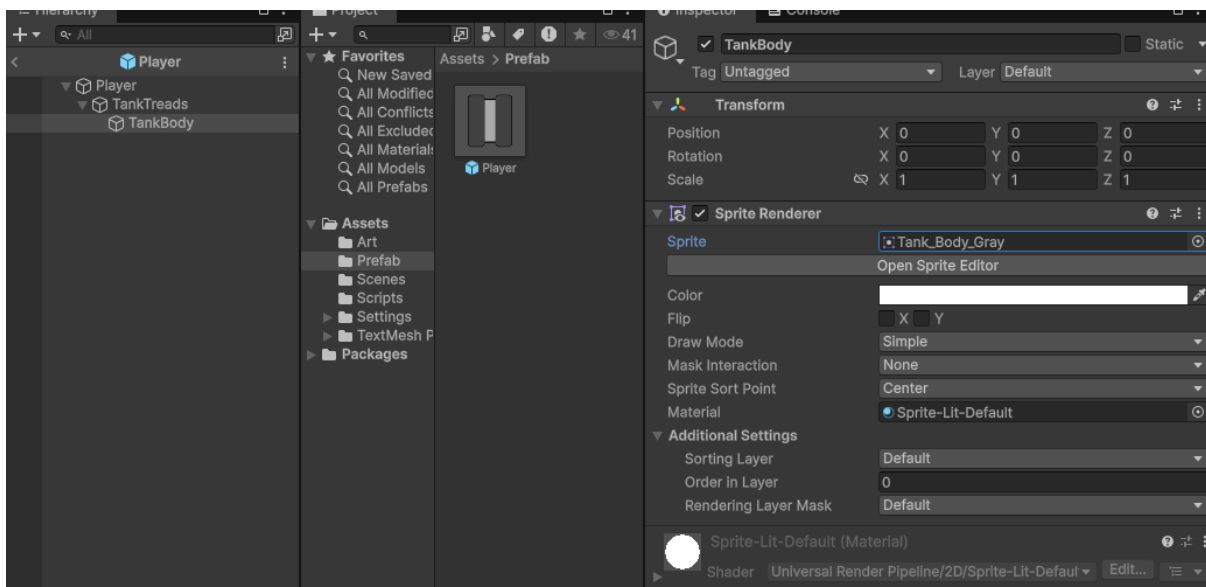 Hierarchy
All
Player
Player
TankTreads
TankBody
Project
41
Favorites
New Saved
All Modified
All Conflicts
All Excluded
All Materials
All Models
All Prefabs
Assets
Art
Prefab
Scenes
Scripts
Settings
TextMesh P
Packages
Assets > Prefab
Player
Inspector
Console
TankBody
Static
Tag Untagged
Layer Default
Transform
Position X 0 Y 0 Z 0
Rotation X 0 Y 0 Z 0
Scale X 1 Y 1 Z 1
Sprite Renderer
Sprite Tank_Body_Gray
Open Sprite Editor
Color
Flip X Y
Draw Mode Simple
Mask Interaction None
Sprite Sort Point Center
Material Sprite-Lit-Default
Additional Settings
Sorting Layer Default
Order in Layer 0
Rendering Layer Mask Default
Sprite-Lit-Default (Material)
Shader Universal Render Pipeline/2D/Sprite-Lit-Defaul Edit...